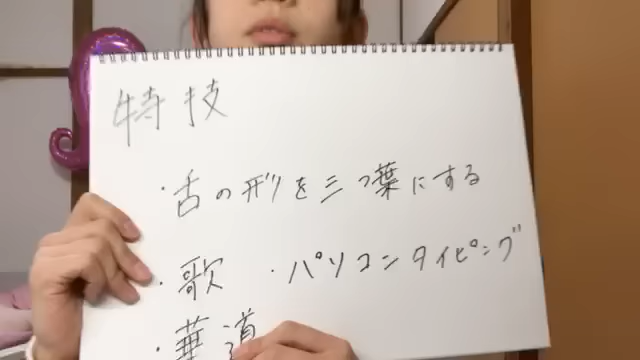 特技
・舌の形を三つ葉にする
・歌 ・パソコンタイピング
・華道